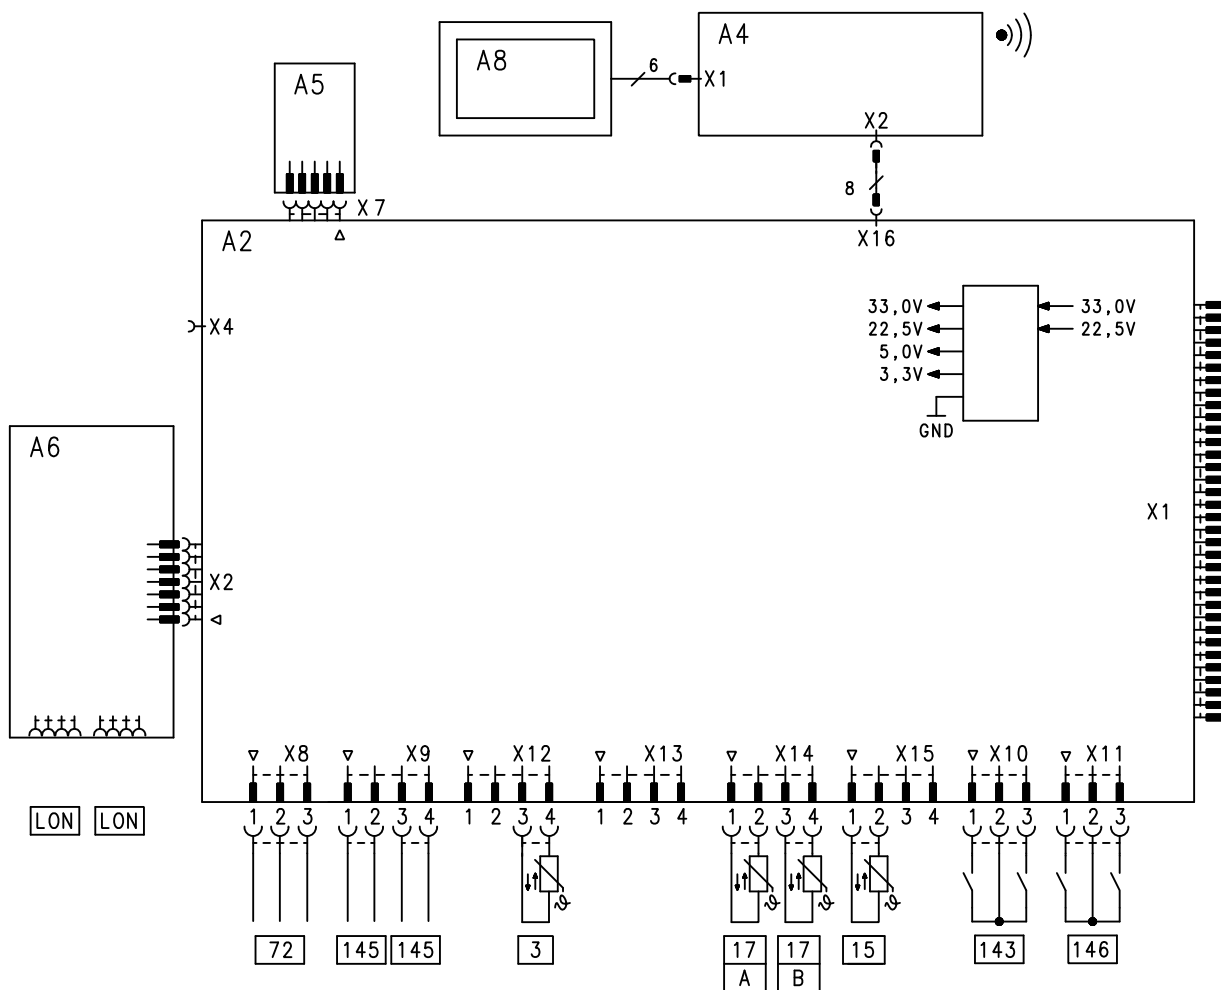 A4
A8
6
X1
A5
X2
8
X7
A2
X16
33,0V
33,0V
X4
22,5V
22,5V
5,0V
3,3V
GND
A6
X1
X2
X8 X9 X12 X13 X14 X15 X10 X11
1 2 3 1 2 3 4 1 2 3 4 1 2 3 4 1 2 3 4 1 2 3 4 1 2 3 1 2 3
LON LON
ϑ ϑ ϑ ϑ
72 145 145 3 17 17 15 143 146
A B